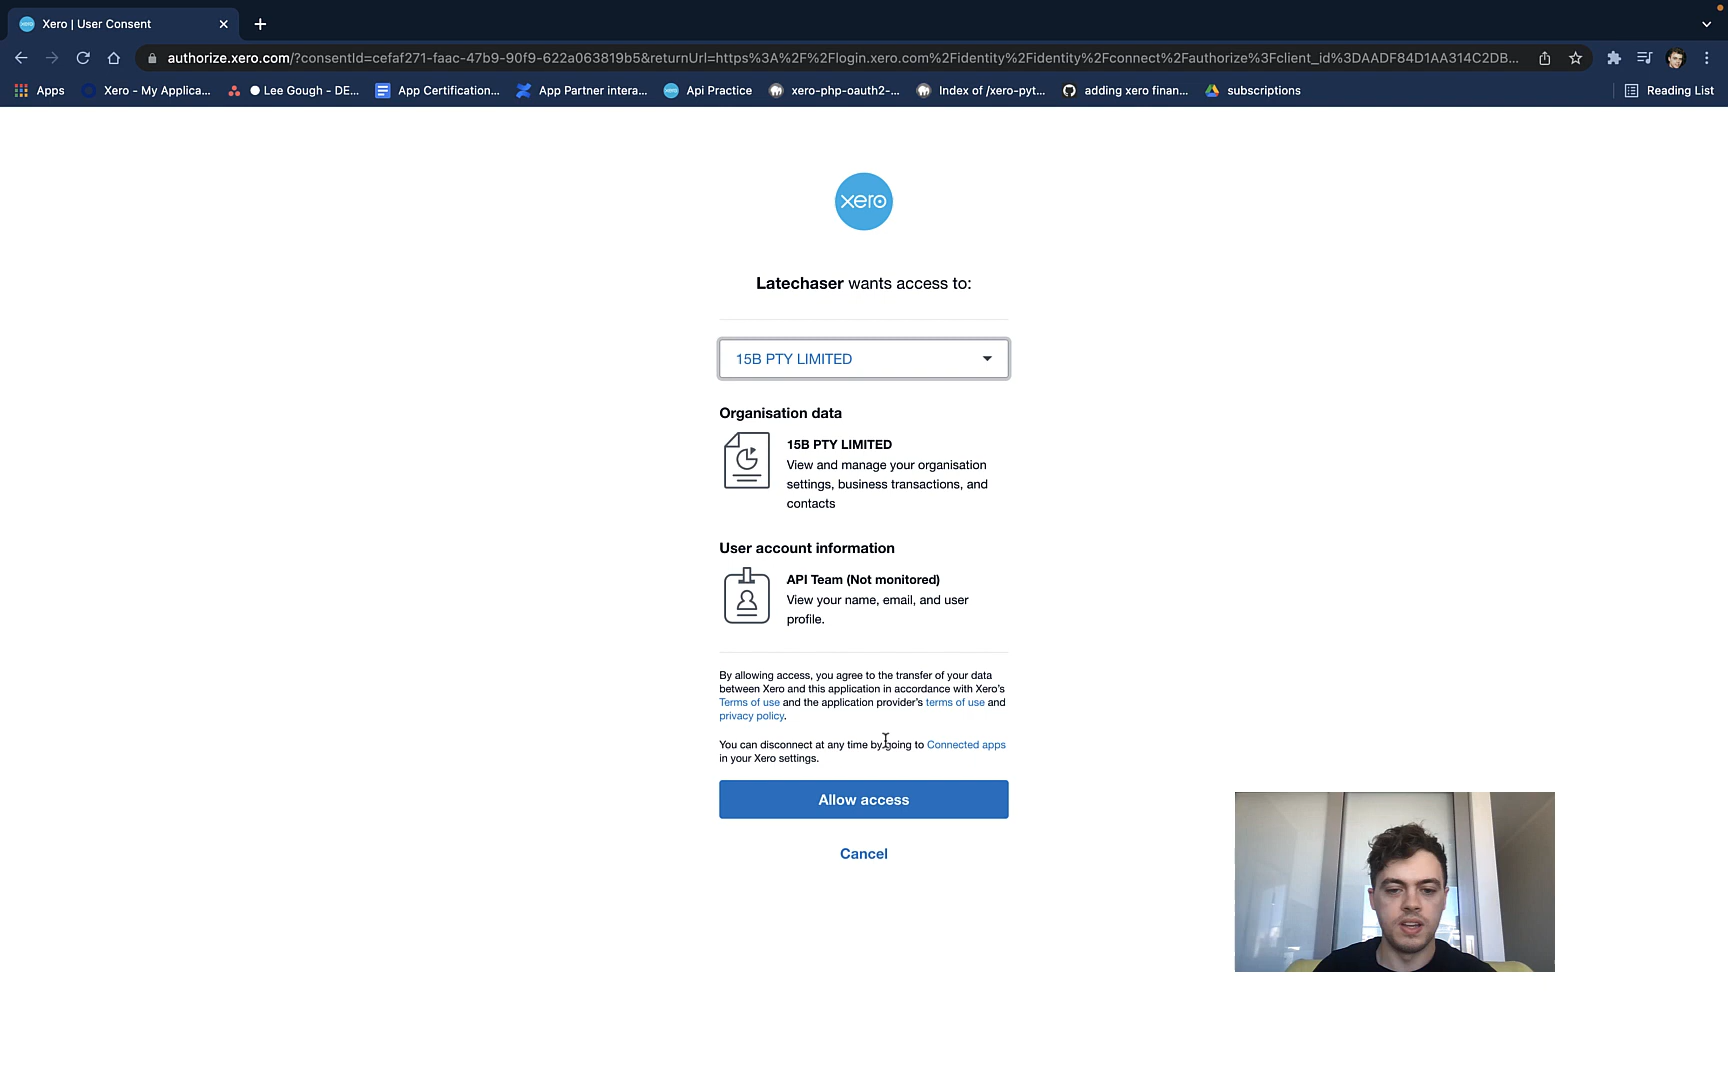 Xero | User Consent
authorize.xero.com/?consentId=cefaf271-faac-47b9-90f9-622a063819b5&returnUrl=https%3A%2F%2Flogin.xero.com%2Fidentity%2Fidentity%2Fconnect%2Fauthorize%3Fclient_id%3DAADF84D1AA314C2DB...
Apps
Xero - My Applica...
Lee Gough - DE...
App Certification...
App Partner intera...
Api Practice
xero-php-oauth2-...
Index of /xero-pyt...
adding xero finan...
subscriptions
Reading List
xero
Latechaser wants access to:
15B PTY LIMITED
Organisation data
15B PTY LIMITED
View and manage your organisation
settings, business transactions, and
contacts
User account information
API Team (Not monitored)
View your name, email, and user
profile.
By allowing access, you agree to the transfer of your data
between Xero and this application in accordance with Xero's
Terms of use and the application provider's terms of use and
privacy policy.
You can disconnect at any time by going to Connected apps
in your Xero settings.
Allow access
Cancel